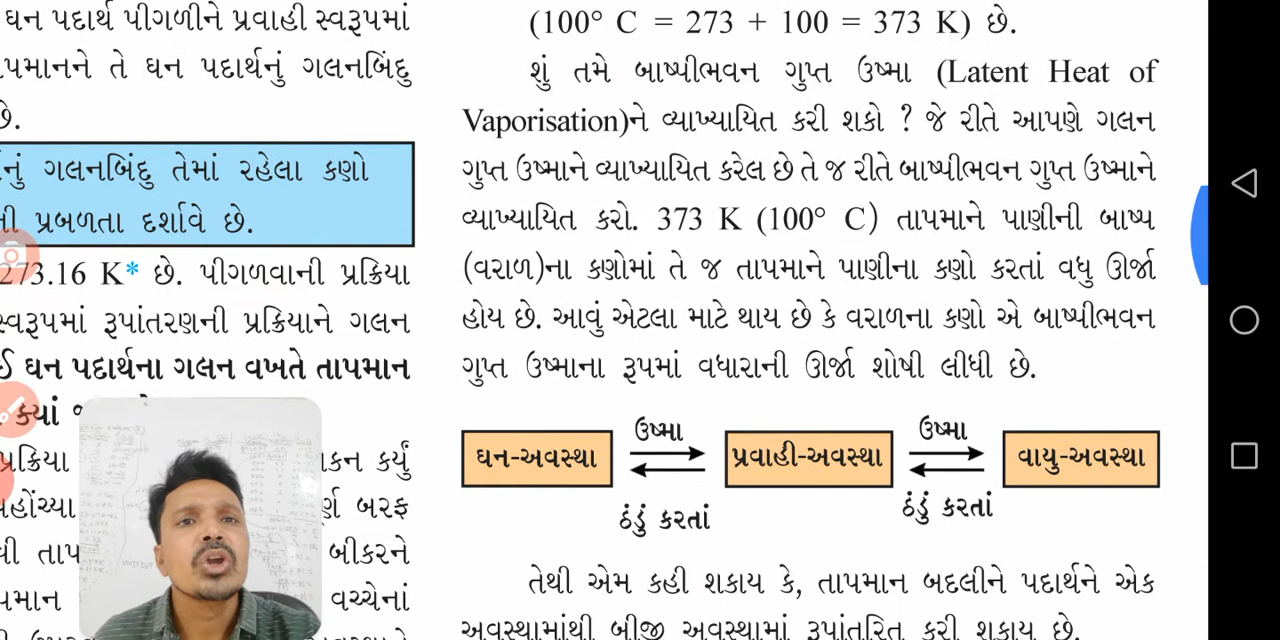 ઘન પદાર્થ પીગળીને પ્રવાહી સ્વરૂપમાં
તે ઘન પદાર્થનું ગલનબિંદુ
છે.
ગલનબિંદુ તેમાં રહેલા કણો
પ્રબળતા દર્શાવે છે.
273.16 K* છે. પીગળવાની પ્રક્રિયા
સ્વરૂપમાં રૂપાંતરણની પ્રક્રિયાને ગલન
ઘન પદાર્થના ગલન વખતે તાપમાન
ક્યાં
પ્રક્રિયા
બરફ
બીકરને
વચ્ચેનાં
(100° C = 273 + 100 = 373 K) છે.
શું તમે બાષ્પીભવન ગુપ્ત ઉષ્મા (Latent Heat of
Vaporisation)ને વ્યાખ્યાયિત કરી શકો ? જે રીતે આપણે ગલન
ગુપ્ત ઉષ્માને વ્યાખ્યાયિત કરેલ છે તે જ રીતે બાષ્પીભવન ગુપ્ત ઉષ્માને
વ્યાખ્યાયિત કરો. 373 K (100° C) તાપમાને પાણીની બાષ્પ
(વરાળ)ના કણોમાં તે જ તાપમાને પાણીના કણો કરતાં વધુ ઊર્જા
હોય છે. આવું એટલા માટે થાય છે કે વરાળના કણો એ બાષ્પીભવન
ગુપ્ત ઉષ્માના રૂપમાં વધારાની ઊર્જા શોષી લીધી છે.
ઉષ્મા ઉષ્મા
ઘન-અવસ્થા પ્રવાહી-અવસ્થા વાયુ-અવસ્થા
ઠંડું કરતાં ઠંડું કરતાં
તેથી એમ કહી શકાય કે, તાપમાન બદલીને પદાર્થને એક
અવસ્થામાંથી બીજી અવસ્થામાં રૂપાંતરિત કરી શકાય છે.